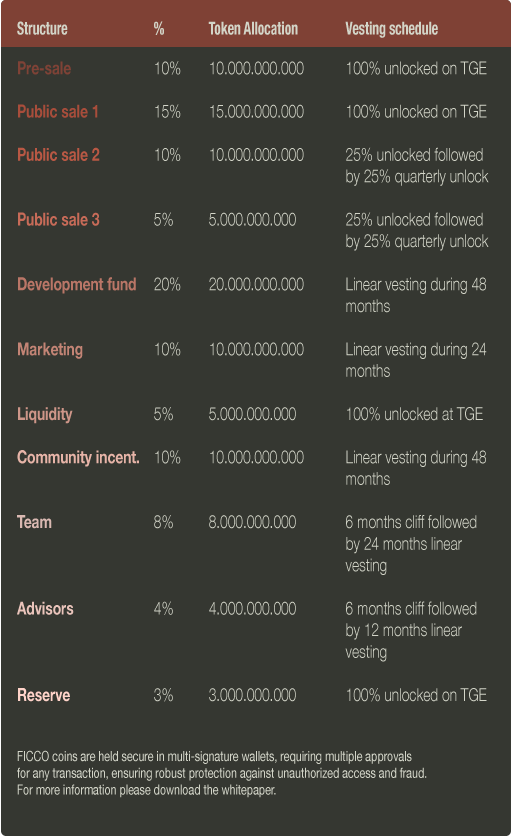 Structure % Token Allocation Vesting schedule
Pre-sale 10% 10.000.000.000 100% unlocked on TGE
Public sale 1 15% 15.000.000.000 100% unlocked on TGE
Public sale 2 10% 10.000.000.000 25% unlocked followed
by 25% quarterly unlock
Public sale 3 5% 5.000.000.000 25% unlocked followed
by 25% quarterly unlock
Development fund 20% 20.000.000.000 Linear vesting during 48
months
Marketing 10% 10.000.000.000 Linear vesting during 24
months
Liquidity 5% 5.000.000.000 100% unlocked at TGE
Community incent. 10% 10.000.000.000 Linear vesting during 48
months
Team 8% 8.000.000.000 6 months cliff followed
by 24 months linear
vesting
Advisors 4% 4.000.000.000 6 months cliff followed
by 12 months linear
vesting
Reserve 3% 3.000.000.000 100% unlocked on TGE
FICCO coins are held secure in multi-signature wallets, requiring multiple approvals
for any transaction, ensuring robust protection against unauthorized access and fraud.
For more information please download the whitepaper.